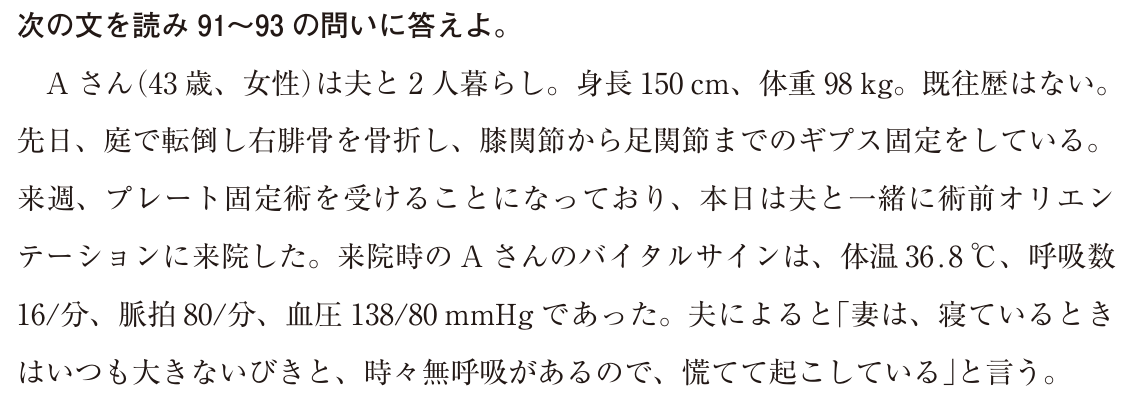 次の文を読み 91～93 の問いに答えよ。
A さん(43 歳、女性)は夫と 2 人暮らし。身長 150 cm、体重 98 kg。既往歴はない。
先日、庭で転倒し右腓骨を骨折し、膝関節から足関節までのギプス固定をしている。
来週、プレート固定術を受けることになっており、本日は夫と一緒に術前オリエン
テーションに来院した。来院時の A さんのバイタルサインは、体温 36.8 ℃、呼吸数
16/分、脈拍 80/分、血圧 138/80 mmHg であった。夫によると「妻は、寝ているとき
はいつも大きないびきと、時々無呼吸があるので、慌てて起こしている」と言う。